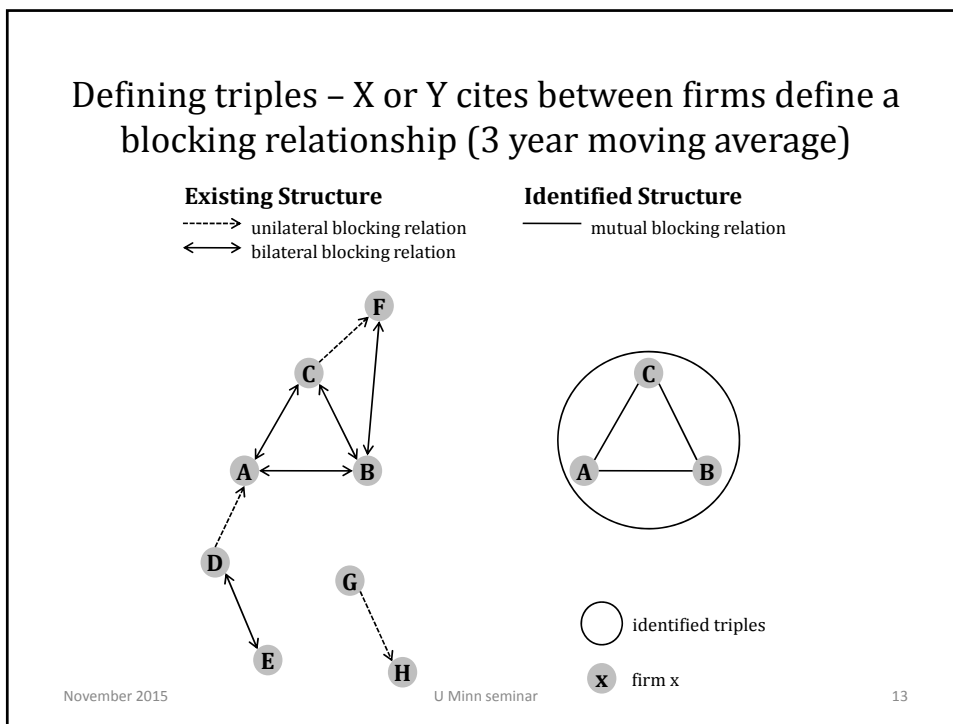 Defining triples – X or Y cites between firms define a
blocking relationship (3 year moving average)
Existing Structure
unilateral blocking relation
bilateral blocking relation
Identified Structure
mutual blocking relation
F
C
A
B
D
E
G
H
C
A
B
identified triples
x firm x
November 2015
U Minn seminar
13